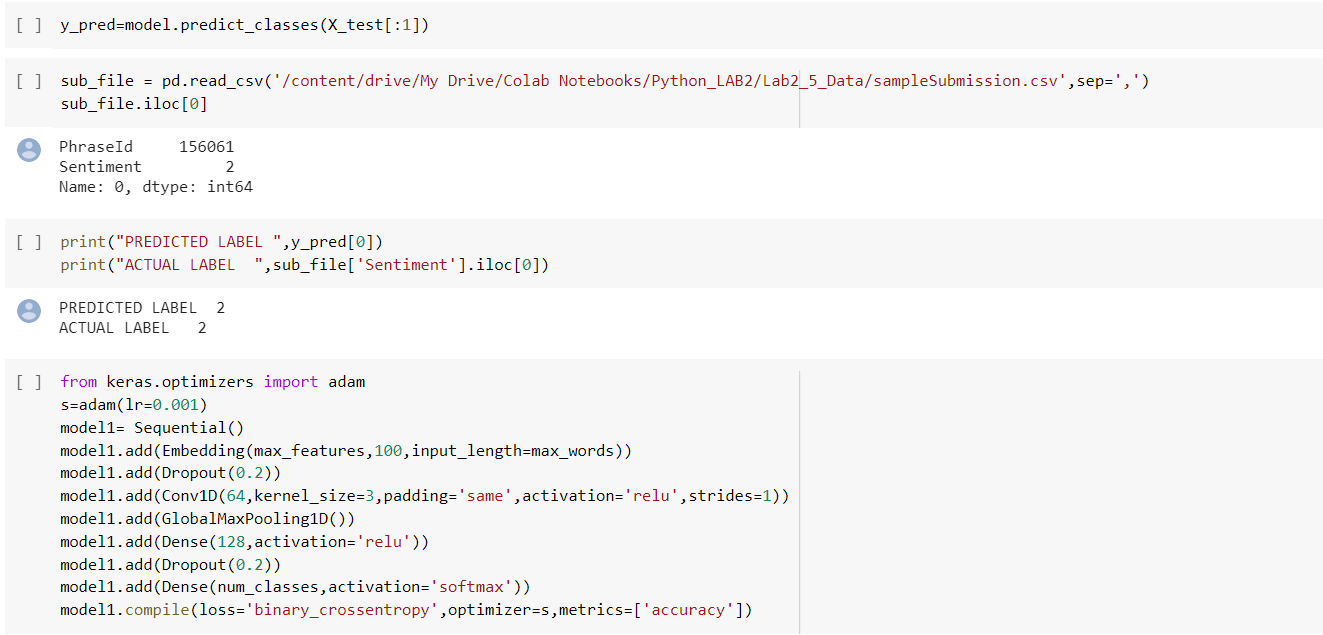 [ ] y_pred=model.predict_classes(X_test[:1])
[ ] sub_file = pd.read_csv('/content/drive/My Drive/Colab Notebooks/Python_LAB2/Lab2_5_Data/sampleSubmission.csv',sep=',')
sub_file.iloc[0]
PhraseId     156061
Sentiment         2
Name: 0, dtype: int64
[ ] print("PREDICTED LABEL ",y_pred[0])
print("ACTUAL LABEL  ",sub_file['Sentiment'].iloc[0])
PREDICTED LABEL  2
ACTUAL LABEL   2
[ ] from keras.optimizers import adam
s=adam(lr=0.001)
model1= Sequential()
model1.add(Embedding(max_features,100,input_length=max_words))
model1.add(Dropout(0.2))
model1.add(Conv1D(64,kernel_size=3,padding='same',activation='relu',strides=1))
model1.add(GlobalMaxPooling1D())
model1.add(Dense(128,activation='relu'))
model1.add(Dropout(0.2))
model1.add(Dense(num_classes,activation='softmax'))
model1.compile(loss='binary_crossentropy',optimizer=s,metrics=['accuracy'])